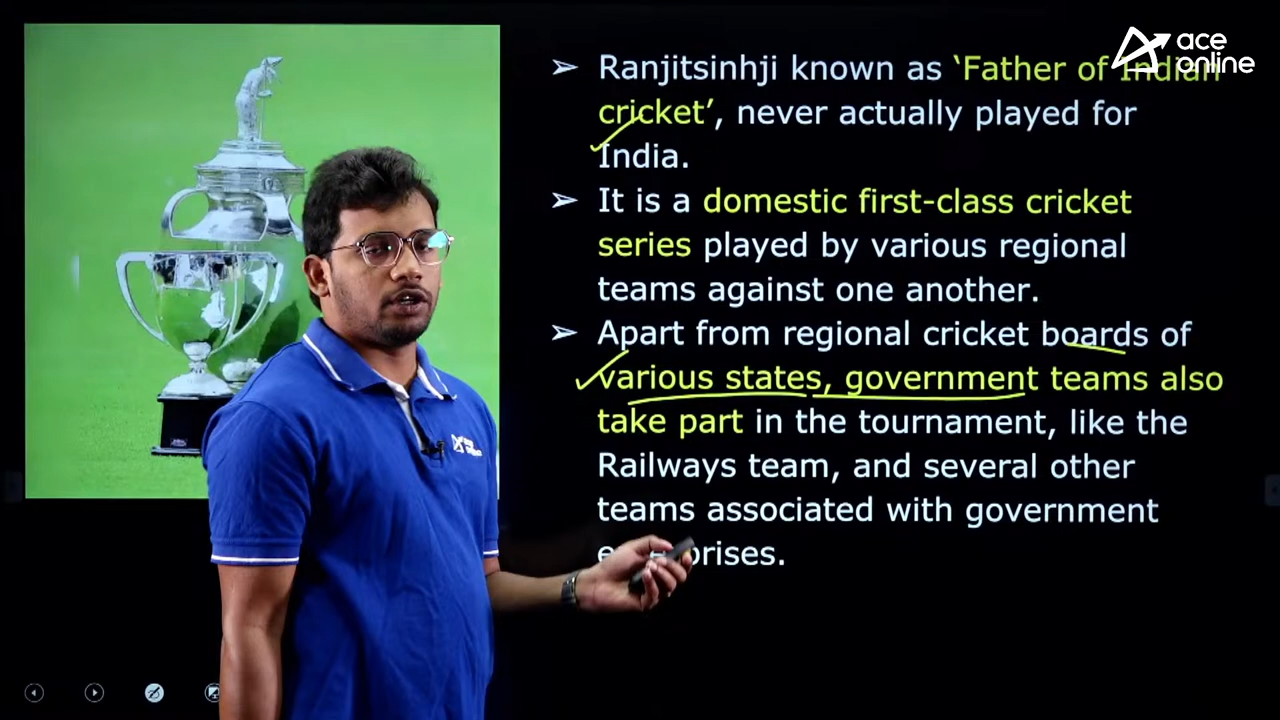 ace
online
➢ Ranjitsinhji known as ‘Father of Indian
cricket’, never actually played for
India.
➢ It is a domestic first-class cricket
series played by various regional
teams against one another.
➢ Apart from regional cricket boards of
various states, government teams also
take part in the tournament, like the
Railways team, and several other
teams associated with government